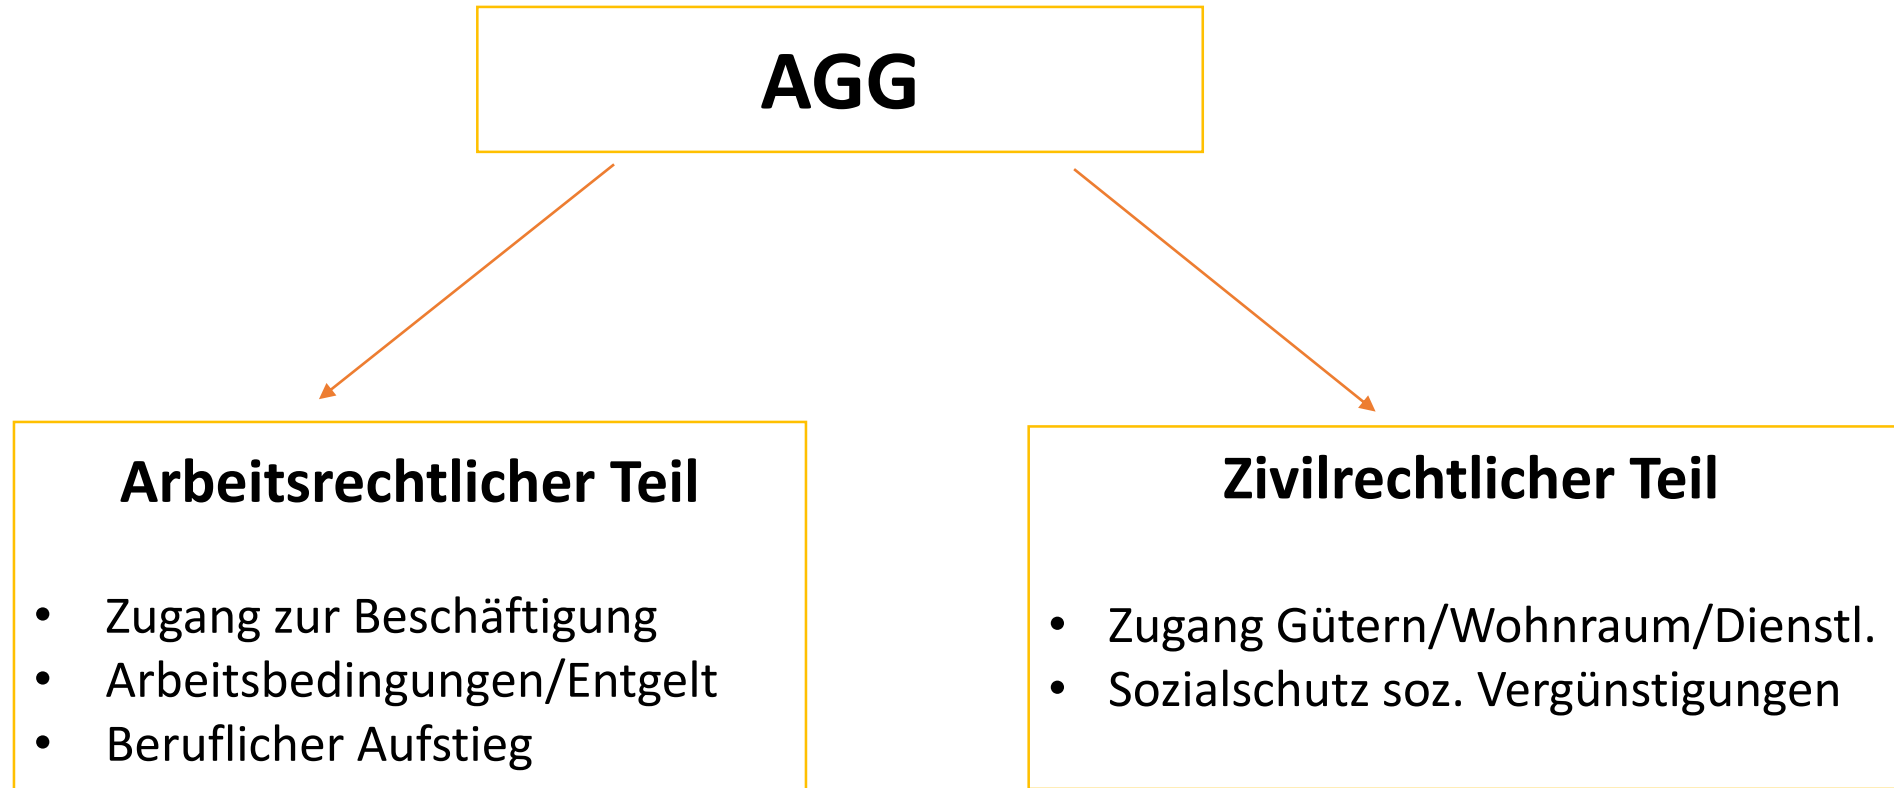 AGG
Arbeitsrechtlicher Teil
• Zugang zur Beschäftigung
• Arbeitsbedingungen/Entgelt
• Beruflicher Aufstieg
Zivilrechtlicher Teil
• Zugang Gütern/Wohnraum/Dienstl.
• Sozialschutz soz. Vergünstigungen